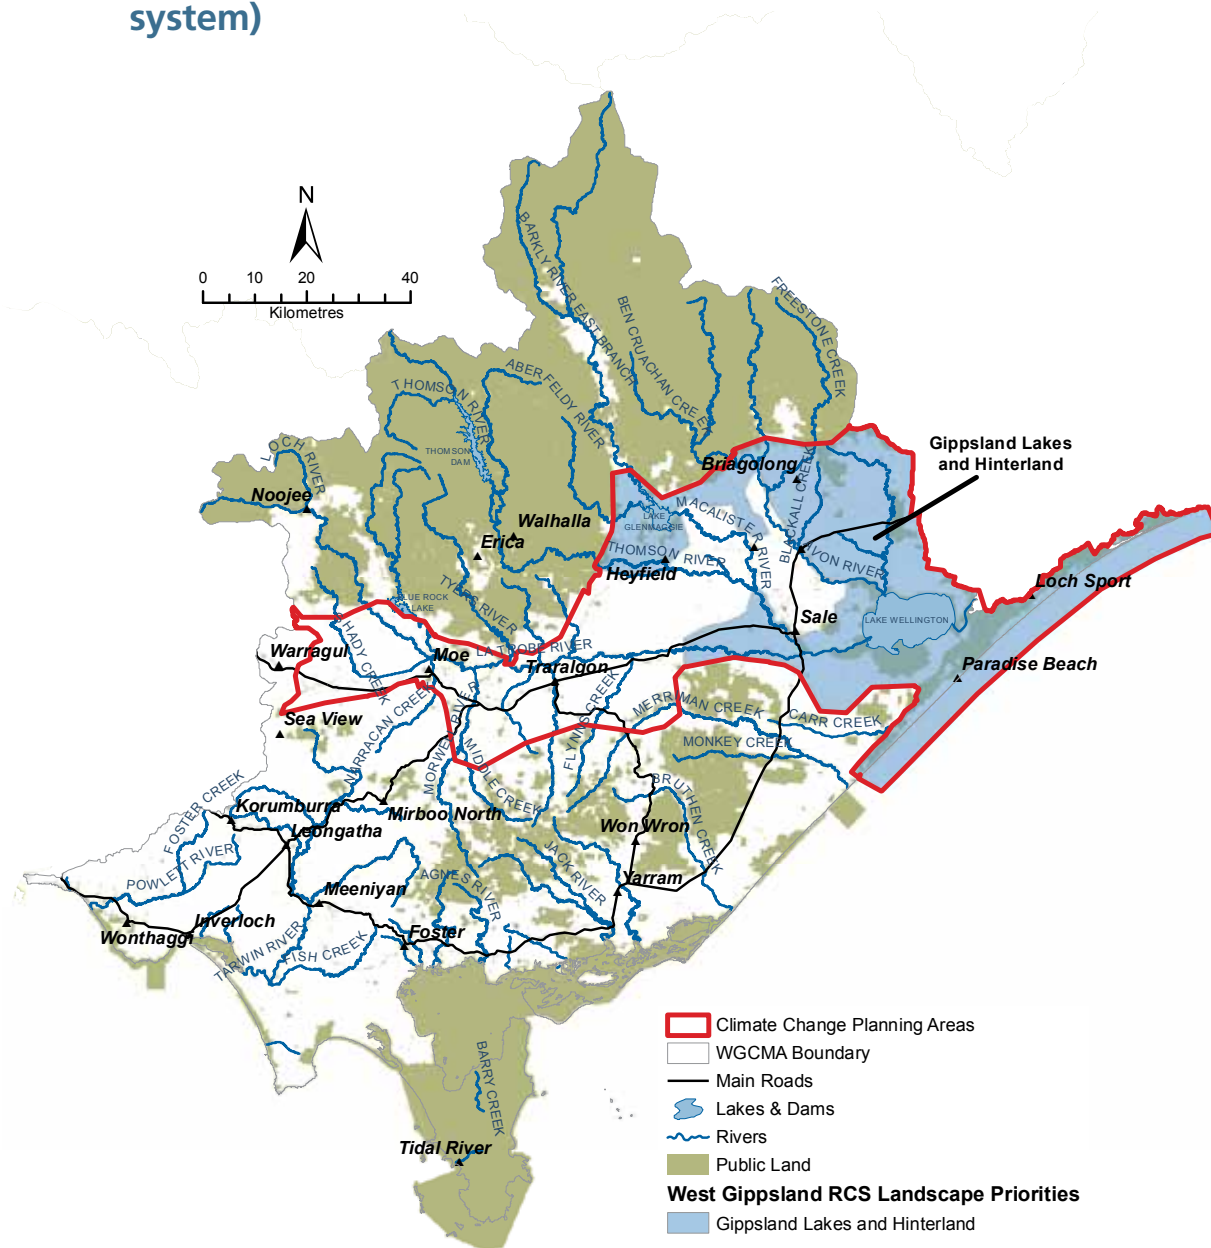 system)
N
0 10 20 40
Kilometres
BARKLY RIVER EAST BRANCH
BEN CRUACHAN CREEK
FREESTONE CREEK
THOMSON RIVER
ABERFELDY RIVER
THOMSON
DAM
LOCH RIVER
Noojee
Walhalla
Erica
Briagolong
Gippsland Lakes
and Hinterland
LAKE
GLENMAGGIE
MACALISTER RIVER
BLACKALL CREEK
THOMSON RIVER
AVON RIVER
Heyfield
Loch Sport
BLUE ROCK
LAKE
TYERS RIVER
SHADY CREEK
Sale
LAKE WELLINGTON
Warragul
Moe
LATROBE RIVER
Traralgon
Paradise Beach
Sea View
NARRACAN CREEK
MORWELL RIVER
MIDDLE CREEK
FLYNNS CREEK
MERRIMAN CREEK
CARR CREEK
MONKEY CREEK
FOSTER CREEK
Korumburra
Mirboo North
Leongatha
BRUTHEN CREEK
Won Wron
POWLETT RIVER
JACK RIVER
AGNES RIVER
Meeniyan
Yarram
Inverloch
Wonthaggi
TARWIN RIVER
FISH CREEK
Foster
BARRY CREEK
Tidal River
Climate Change Planning Areas
WGCMA Boundary
Main Roads
Lakes & Dams
Rivers
Public Land
West Gippsland RCS Landscape Priorities
Gippsland Lakes and Hinterland